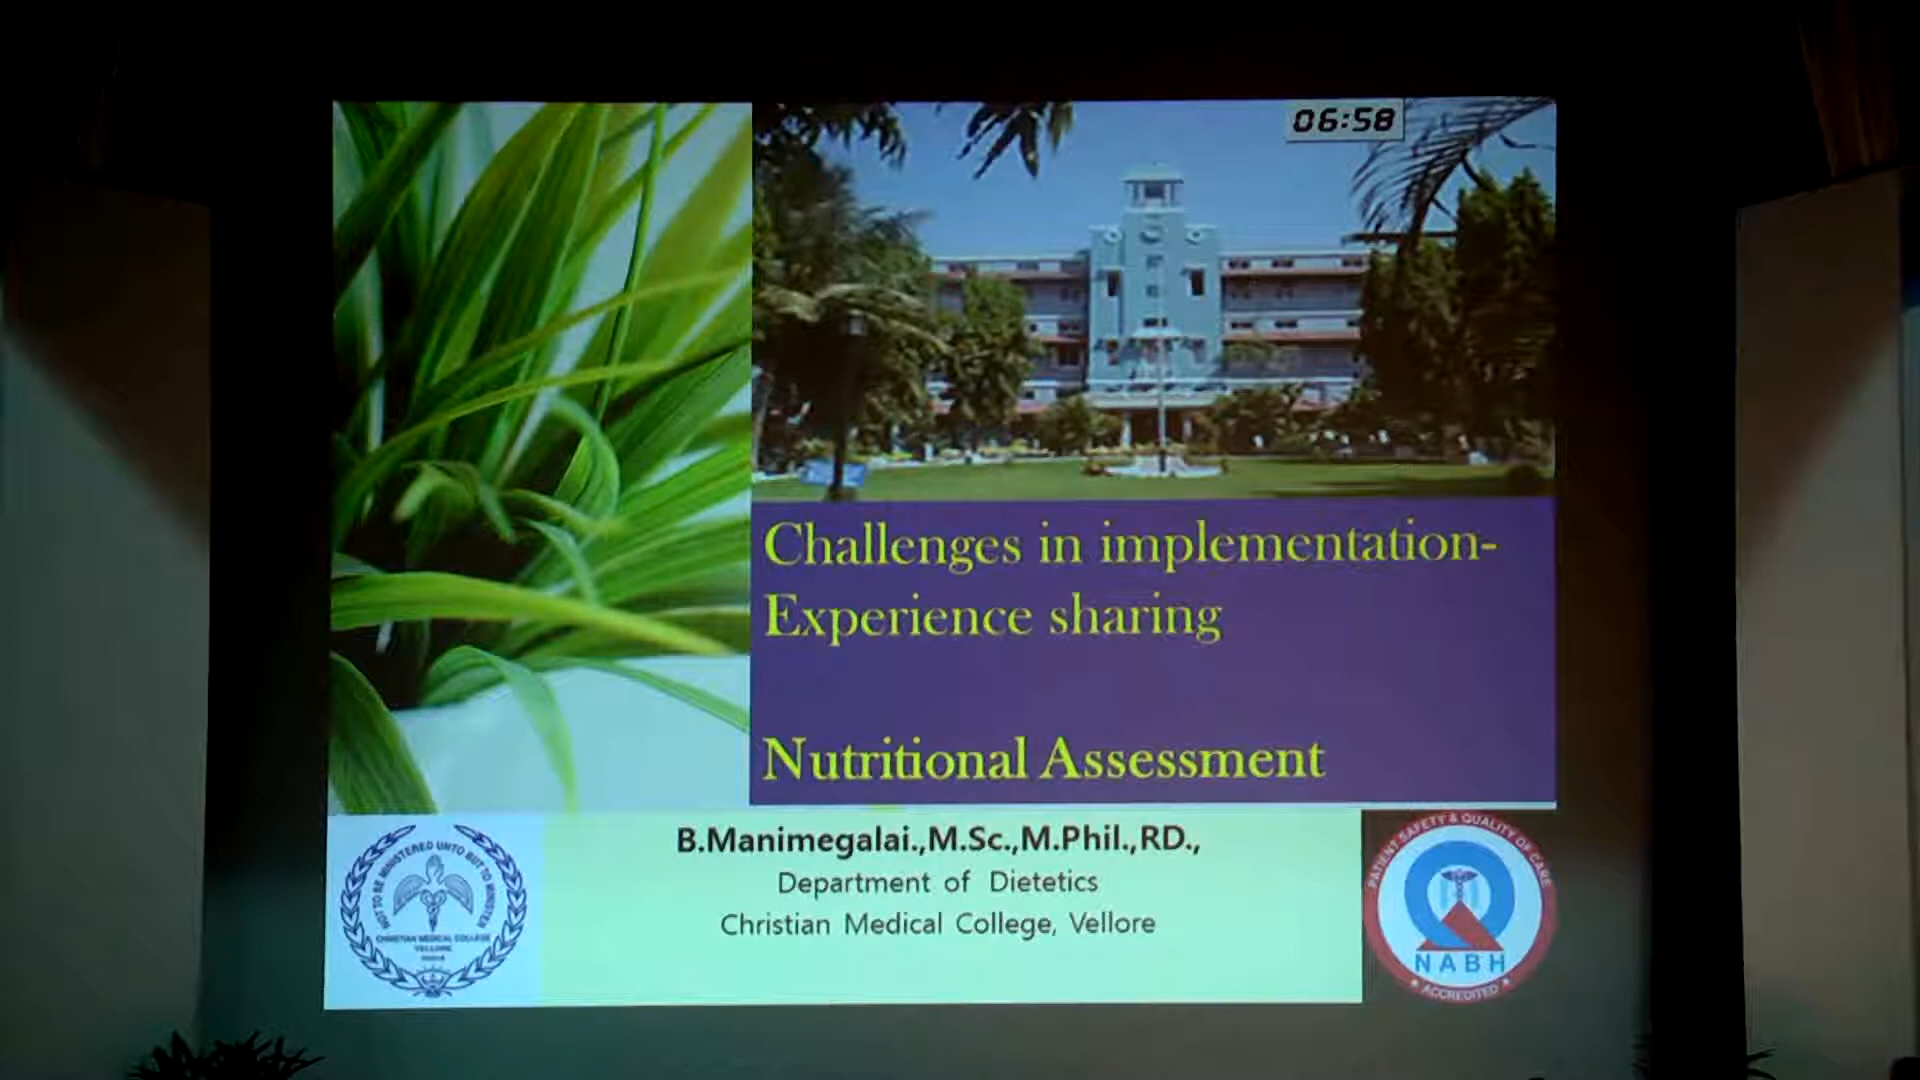 06:58
Challenges in implementation-
Experience sharing
Nutritional Assessment
B.Manimegalai.,M.Sc.,M.Phil.,RD.,
Department of Dietetics
Christian Medical College, Vellore
NOT TO BE MINISTERED UNTO BUT TO MINISTER
CHRISTIAN MEDICAL COLLEGE
VELLORE
INDIA
PATIENT SAFETY & QUALITY OF CARE
NABH
• ACCREDITED •